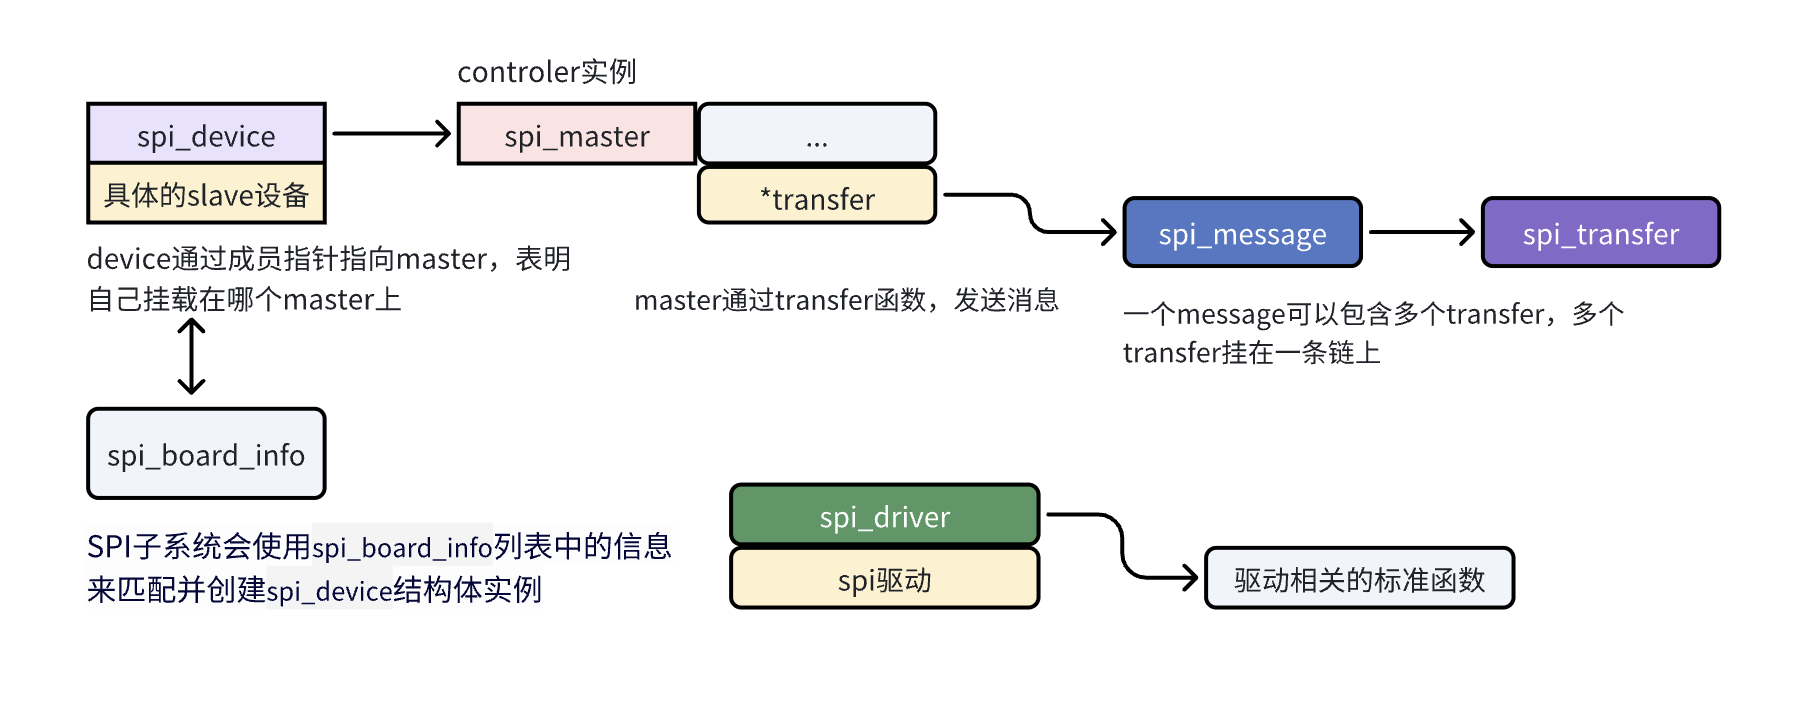 controler实例
spi_device
spi_master
...
具体的slave设备
*transfer
spi_message
spi_transfer
device通过成员指针指向master，表明
自己挂载在哪个master上
master通过transfer函数，发送消息
一个message可以包含多个transfer，多个
transfer挂在一条链上
spi_board_info
SPI子系统会使用spi_board_info列表中的信息
来匹配并创建spi_device结构体实例
spi_driver
spi驱动
驱动相关的标准函数